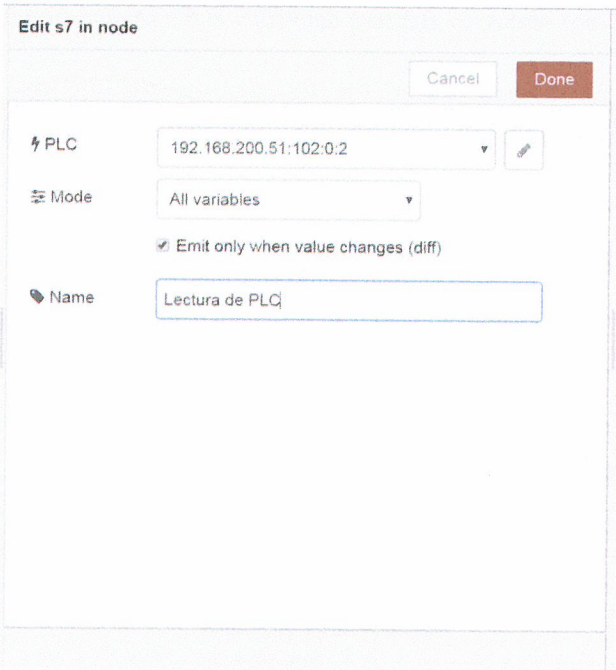 Edit s7 in node
Cancel
Done
PLC
192.168.200.51:102:0:2
Mode
All variables
Emit only when value changes (diff)
Name
Lectura de PLC